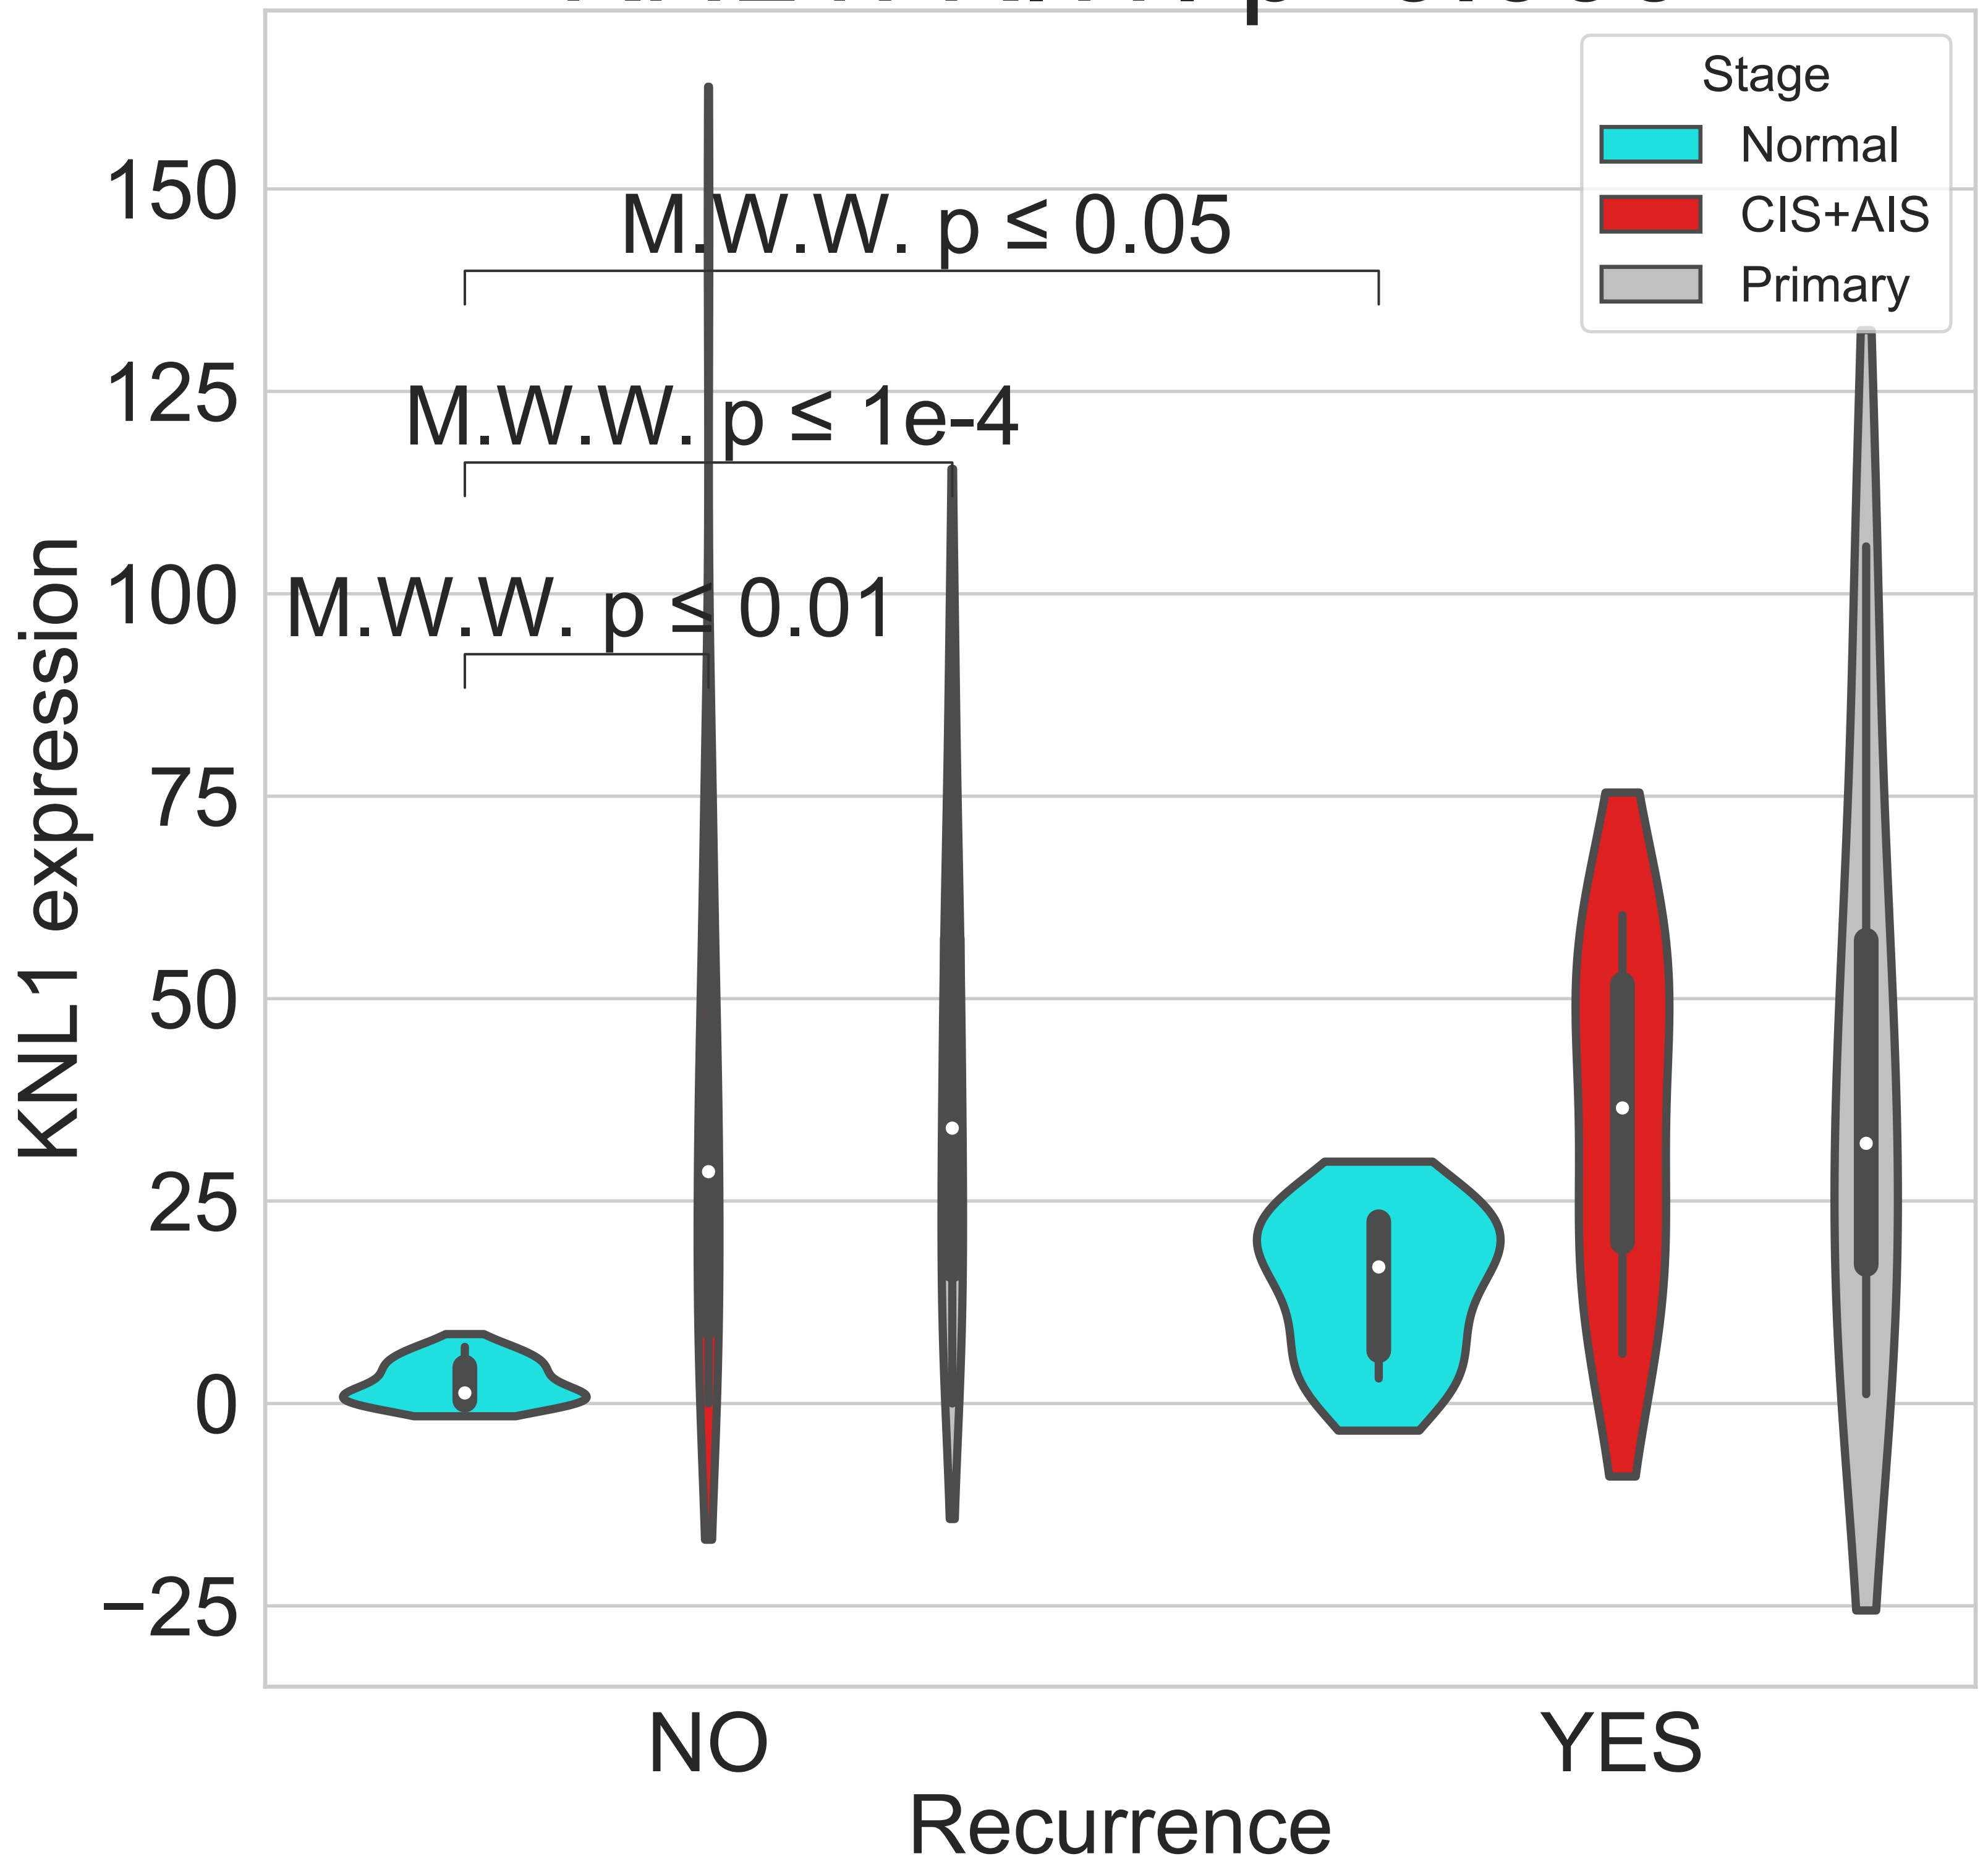 Stage
Normal
CIS+AIS
Primary
M.W.W. p ≤ 0.05
M.W.W. p ≤ 1e-4
M.W.W. p ≤ 0.01
KNL1 expression
150
125
100
75
50
25
0
−25
NO
YES
Recurrence